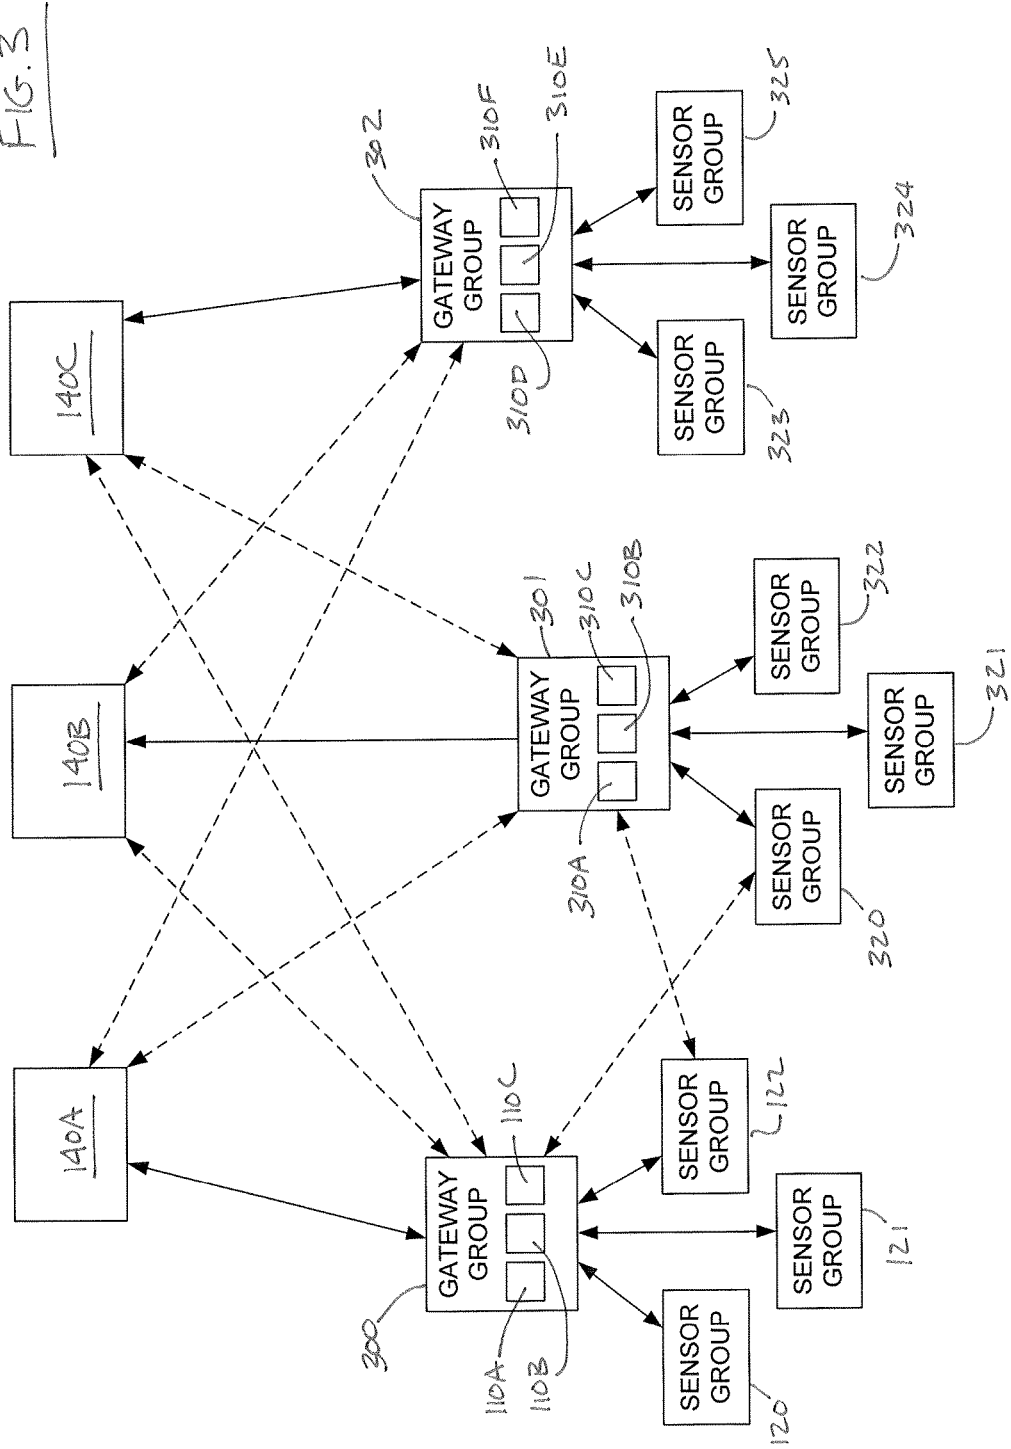 FIG. 3
140A
140B
140C
300
GATEWAY
GROUP
110A
110B
110C
301
GATEWAY
GROUP
310A
310B
310C
302
GATEWAY
GROUP
310D
310E
310F
SENSOR
GROUP
120
SENSOR
GROUP
121
SENSOR
GROUP
122
SENSOR
GROUP
320
SENSOR
GROUP
321
SENSOR
GROUP
322
SENSOR
GROUP
323
SENSOR
GROUP
324
SENSOR
GROUP
325